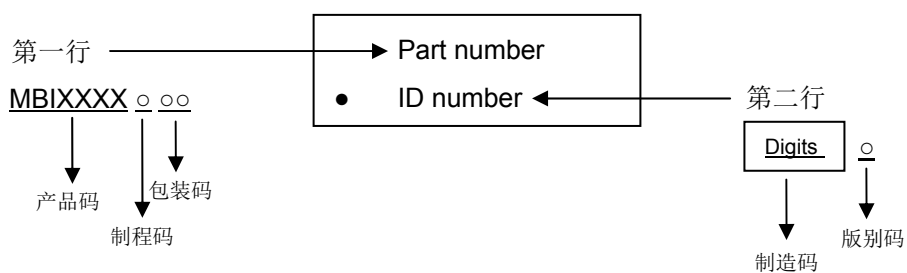 第一行
Part number
MBIXXXX ○ ○○
● ID number
第二行
Digits ○
产品码
包装码
制程码
版别码
制造码